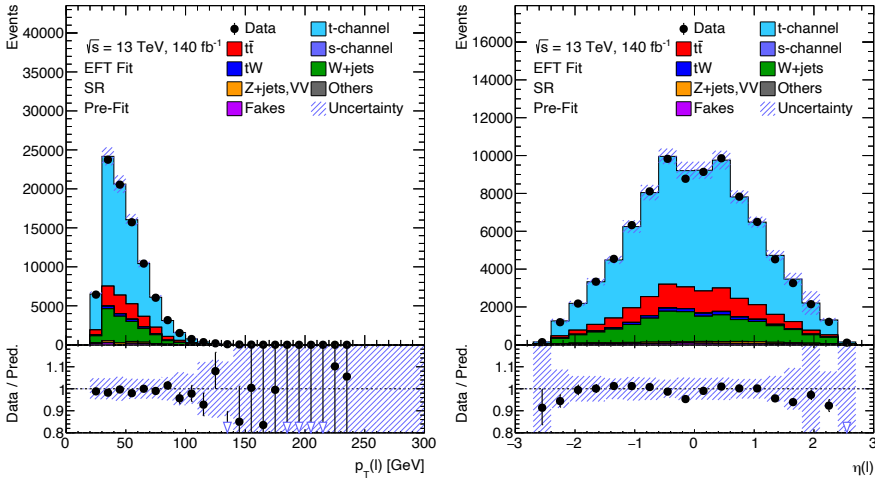 Events
40000
35000
30000
25000
20000
15000
10000
5000
0
√s = 13 TeV, 140 fb⁻¹
EFT Fit
SR
Pre-Fit
Data
tt̄
tW
Z+jets,VV
Fakes
t-channel
s-channel
W+jets
Others
Uncertainty
Data / Pred.
1.1
1
0.9
0.8
0 50 100 150 200 250 300
p_T(l) [GeV]
Events
16000
14000
12000
10000
8000
6000
4000
2000
0
√s = 13 TeV, 140 fb⁻¹
EFT Fit
SR
Pre-Fit
Data
tt̄
tW
Z+jets,VV
Fakes
t-channel
s-channel
W+jets
Others
Uncertainty
Data / Pred.
1.1
1
0.9
0.8
−3 −2 −1 0 1 2 3
η(l)